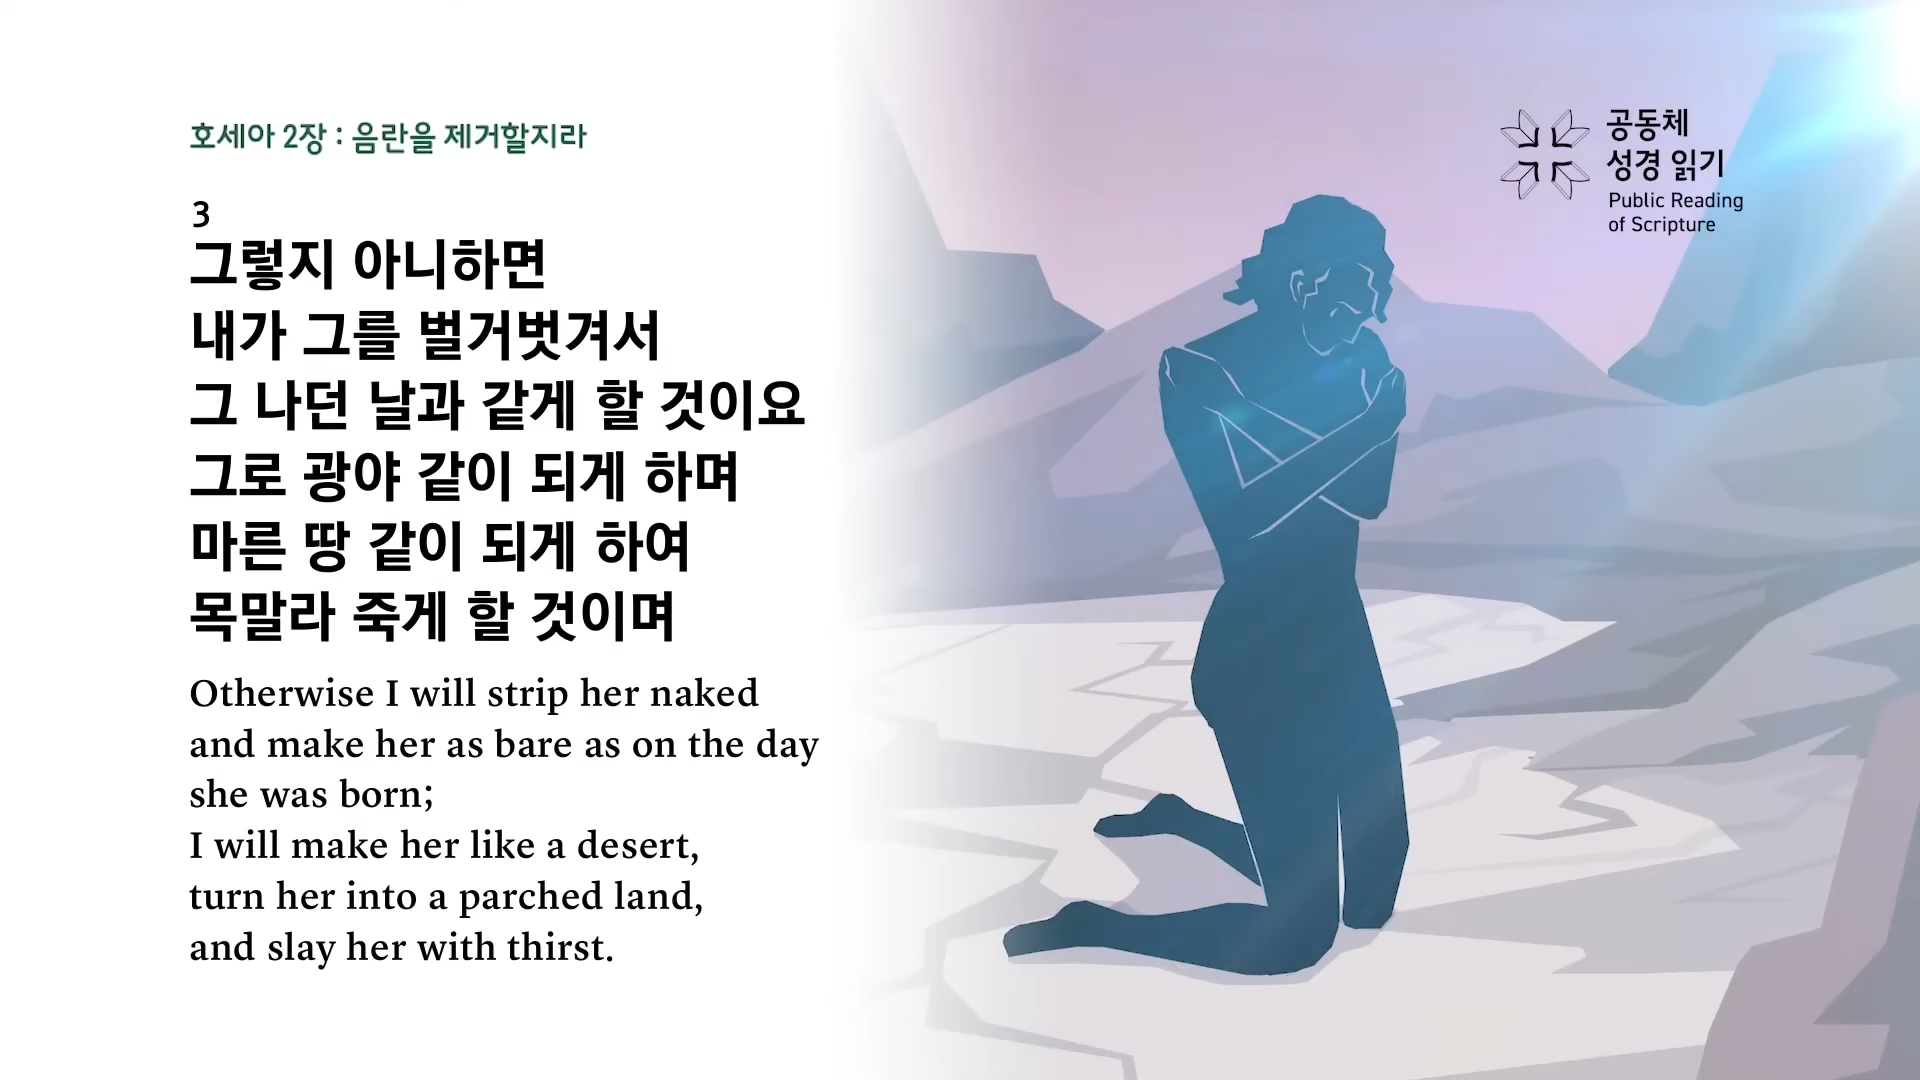 호세아 2장 : 음란을 제거할지라
3
그렇지 아니하면
내가 그를 벌거벗겨서
그 나던 날과 같게 할 것이요
그로 광야 같이 되게 하며
마른 땅 같이 되게 하여
목말라 죽게 할 것이며
Otherwise I will strip her naked
and make her as bare as on the day
she was born;
I will make her like a desert,
turn her into a parched land,
and slay her with thirst.
공동체
성경 읽기
Public Reading
of Scripture